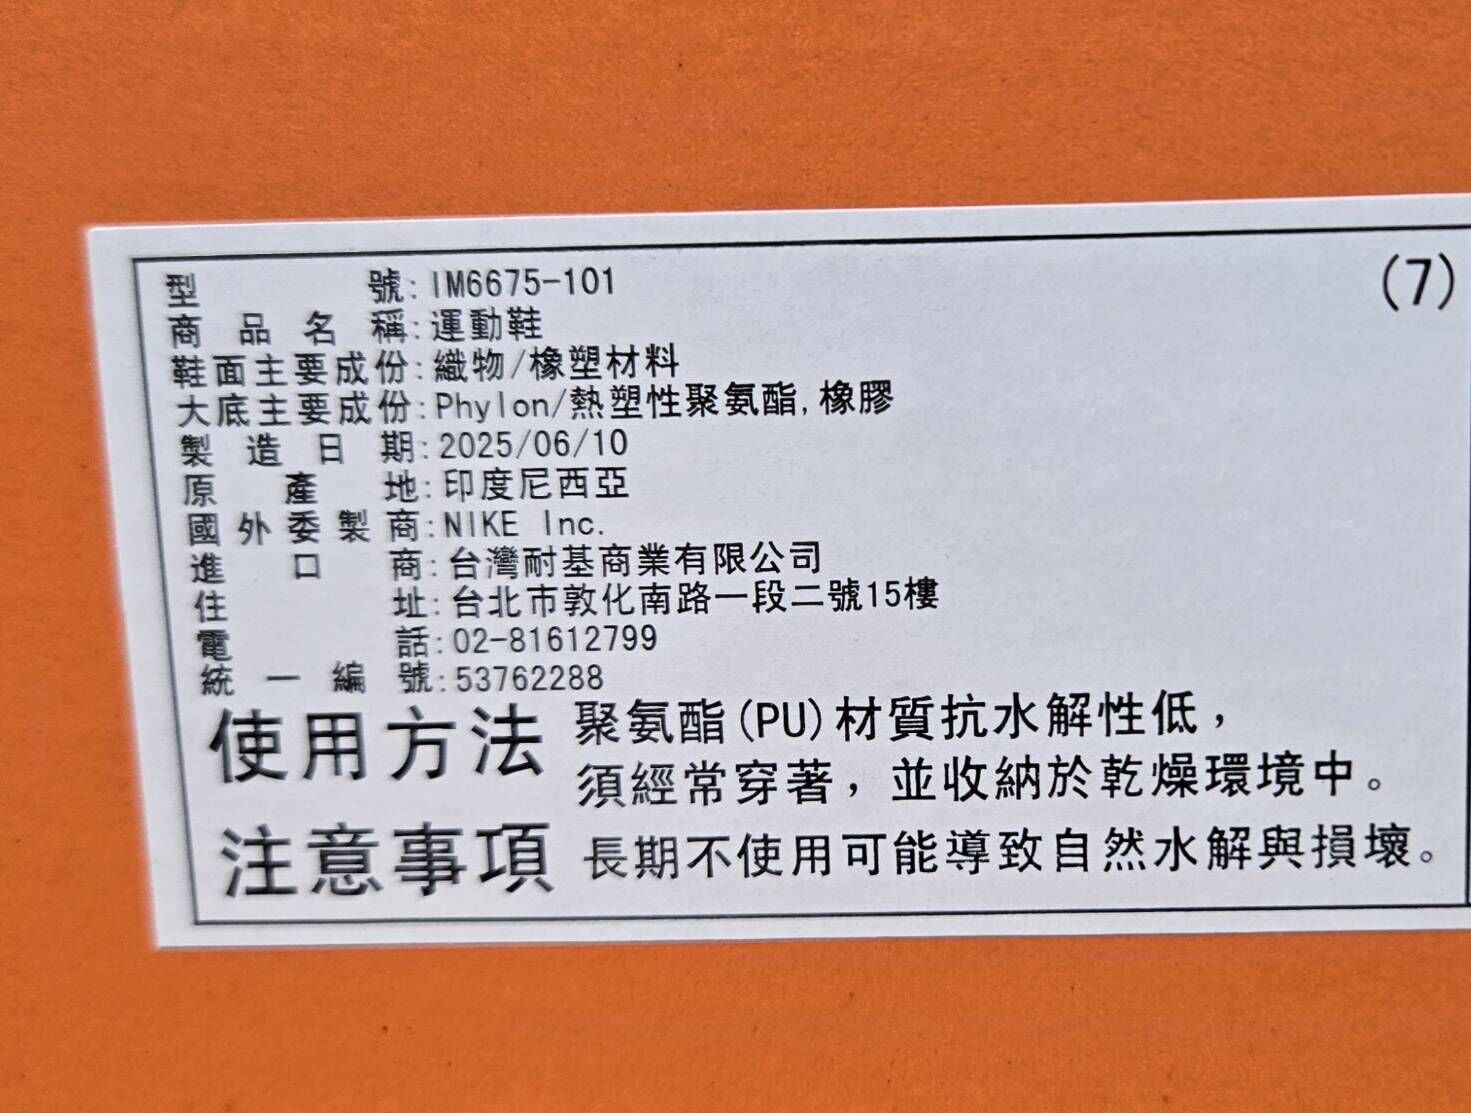 型號:IM6675-101
(7)
商品名稱:運動鞋
鞋面主要成份:織物/橡塑材料
大底主要成份:Phylon/熱塑性聚氨酯,橡膠
製造日期:2025/06/10
原產地:印度尼西亞
國外委製商:NIKE Inc.
進口商:台灣耐基商業有限公司
住址:台北市敦化南路一段二號15樓
電話:02-81612799
統一編號:53762288
使用方法 聚氨酯(PU)材質抗水解性低，
須經常穿著，並收納於乾燥環境中。
注意事項 長期不使用可能導致自然水解與損壞。